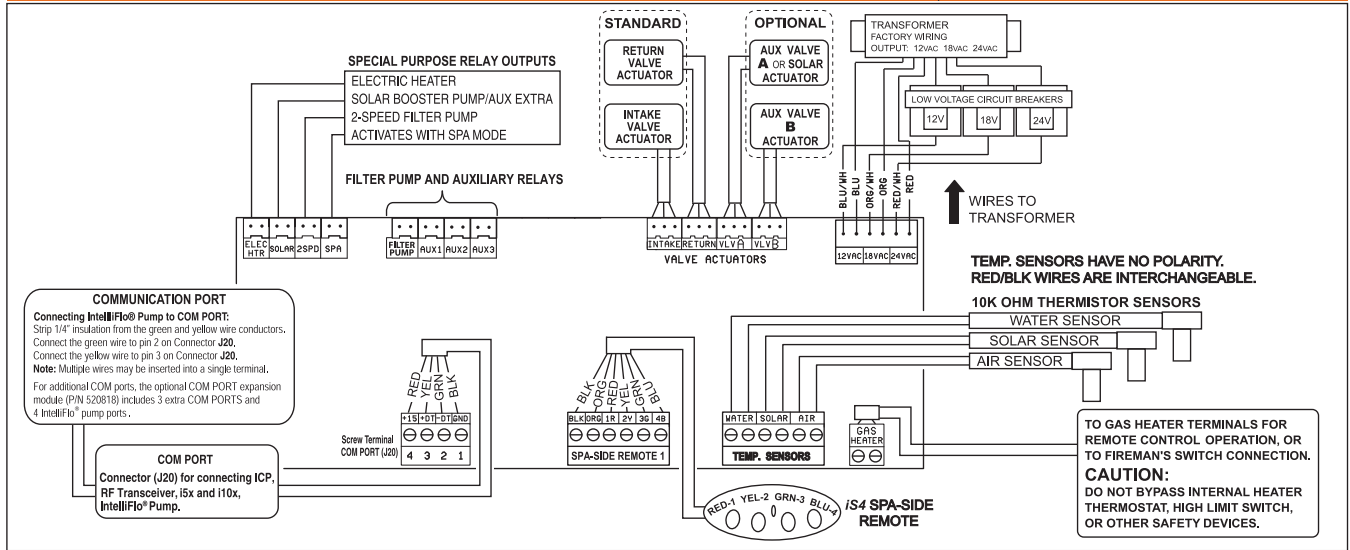 STANDARD
OPTIONAL
RETURN
VALVE
ACTUATOR
INTAKE
VALVE
ACTUATOR
AUX VALVE
A OR SOLAR
ACTUATOR
AUX VALVE
B
ACTUATOR
TRANSFORMER
FACTORY WIRING
OUTPUT: 12VAC 18VAC 24VAC
LOW VOLTAGE CIRCUIT BREAKERS
12V 18V 24V
SPECIAL PURPOSE RELAY OUTPUTS
ELECTRIC HEATER
SOLAR BOOSTER PUMP/AUX EXTRA
2-SPEED FILTER PUMP
ACTIVATES WITH SPA MODE
FILTER PUMP AND AUXILIARY RELAYS
BLU/WH
BLU
ORG/WH
ORG
RED/WH
RED
WIRES TO
TRANSFORMER
ELEC
HTR
SOLAR
2SPD
SPA
FILTER
PUMP
AUX1
AUX2
AUX3
INTAKE
RETURN
VLV A
VLV B
VALVE ACTUATORS
12VAC 18VAC 24VAC
TEMP. SENSORS HAVE NO POLARITY.
RED/BLK WIRES ARE INTERCHANGEABLE.
10K OHM THERMISTOR SENSORS
WATER SENSOR
SOLAR SENSOR
AIR SENSOR
COMMUNICATION PORT
Connecting IntelliFlo® Pump to COM PORT:
Strip 1/4" insulation from the green and yellow wire conductors.
Connect the green wire to pin 2 on Connector J20.
Connect the yellow wire to pin 3 on Connector J20.
Note: Multiple wires may be inserted into a single terminal.
For additional COM ports, the optional COM PORT expansion
module (P/N 520818) includes 3 extra COM PORTS and
4 IntelliFlo® pump ports.
COM PORT
Connector (J20) for connecting ICP,
RF Transceiver, i5x and i10x,
IntelliFlo® Pump.
RED
YEL
GRN
BLK
+15 +DT -DT GND
Screw Terminal
COM PORT (J20)
4 3 2 1
BLK
ORG
RED
YEL
GRN
BLU
BLK ORG 1R 2Y 3G 4B
SPA-SIDE REMOTE 1
WATER SOLAR AIR
TEMP. SENSORS
GAS
HEATER
RED-1 YEL-2 GRN-3 BLU-4
iS4 SPA-SIDE
REMOTE
TO GAS HEATER TERMINALS FOR
REMOTE CONTROL OPERATION, OR
TO FIREMAN'S SWITCH CONNECTION.
CAUTION:
DO NOT BYPASS INTERNAL HEATER
THERMOSTAT, HIGH LIMIT SWITCH,
OR OTHER SAFETY DEVICES.